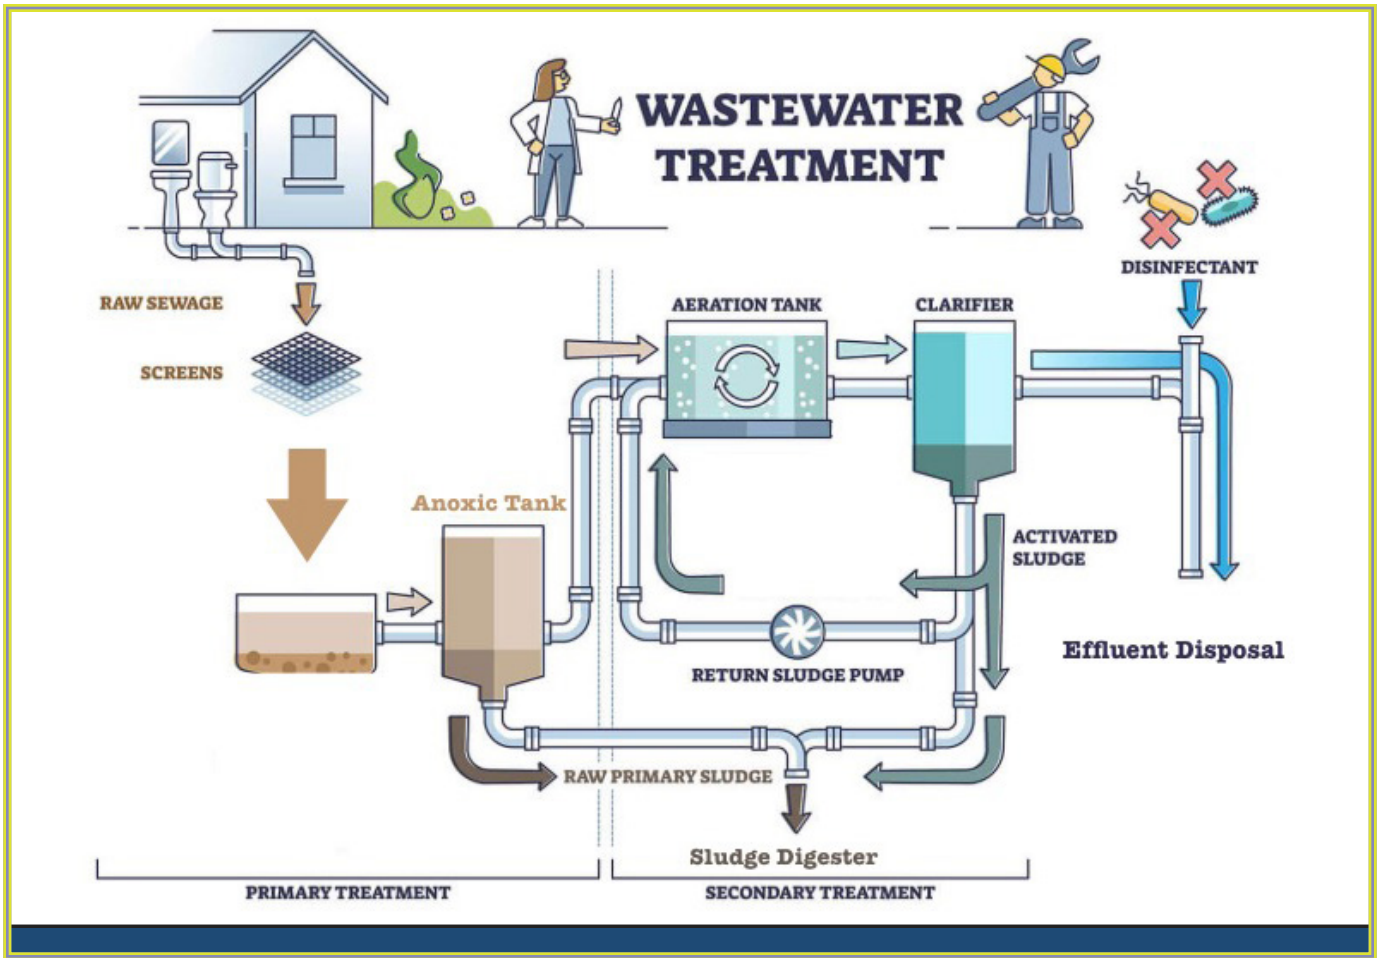 WASTEWATER
TREATMENT
DISINFECTANT
RAW SEWAGE
SCREENS
AERATION TANK
CLARIFIER
Anoxic Tank
ACTIVATED
SLUDGE
Effluent Disposal
RETURN SLUDGE PUMP
RAW PRIMARY SLUDGE
Sludge Digester
PRIMARY TREATMENT
SECONDARY TREATMENT